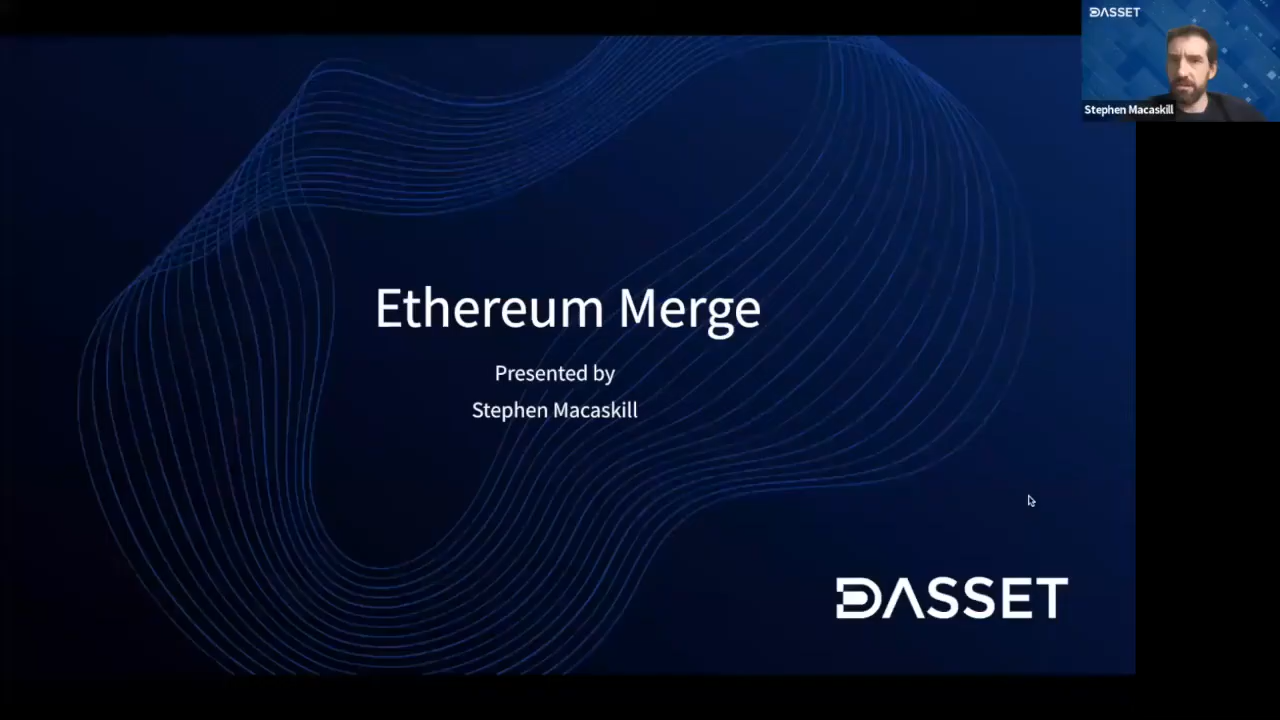 DASSET
Stephen Macaskill
Ethereum Merge
Presented by
Stephen Macaskill
DASSET